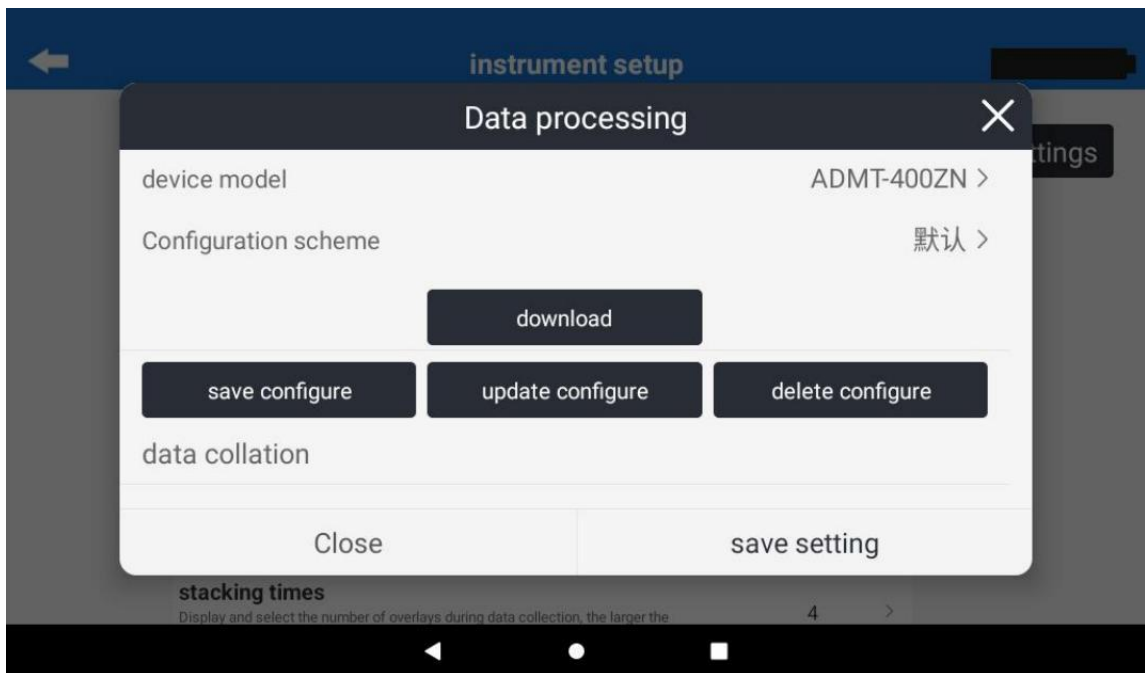 instrument setup
Data processing
ttings
device model
ADMT-400ZN
Configuration scheme
默认
download
save configure
update configure
delete configure
data collation
Close
save setting
stacking times
Display and select the number of overlays during data collection, the larger the
4